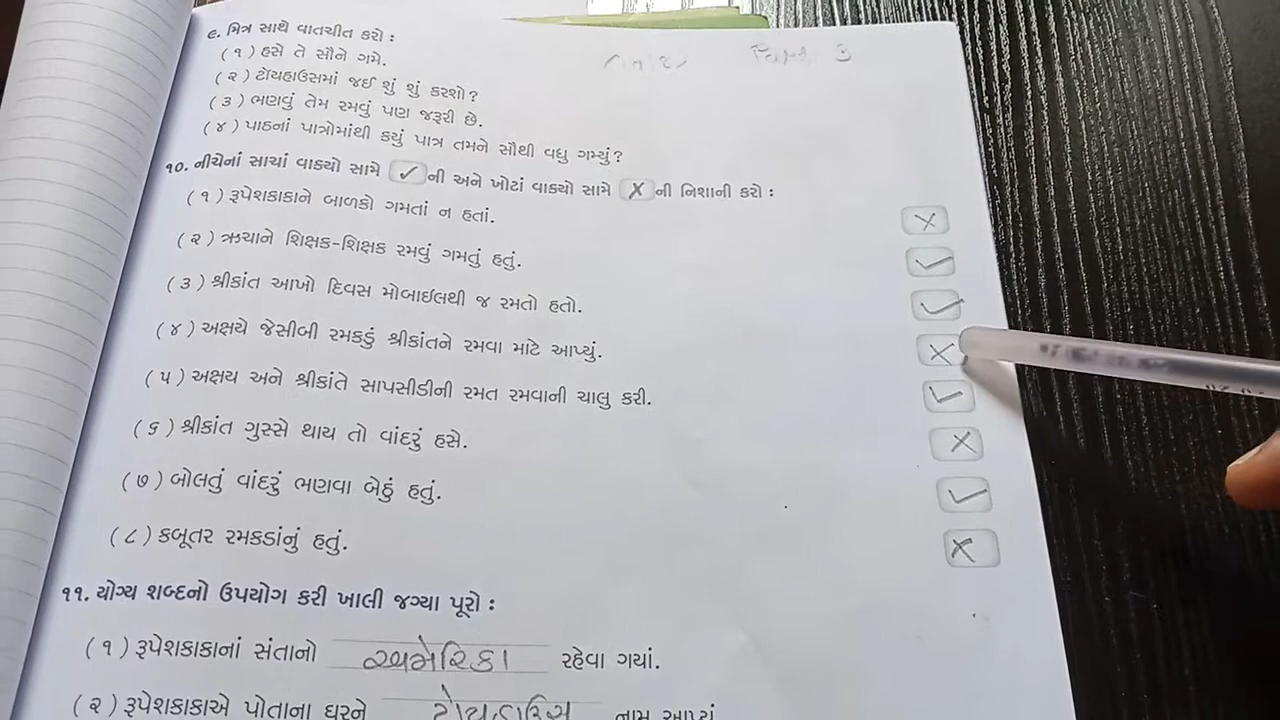 ૯. મિત્ર સાથે વાતચીત કરો :
(૧) હસે તે સૌને ગમે.
(૨) ટૉયહાઉસમાં જઈ શું શું કરશો?
(૩) ભણવું તેમ રમવું પણ જરૂરી છે.
(૪) પાઠનાં પાત્રોમાંથી કયું પાત્ર તમને સૌથી વધુ ગમ્યું?
૧૦. નીચેનાં સાચાં વાક્યો સામે ✓ ની અને ખોટાં વાક્યો સામે ✗ ની નિશાની કરો :
(૧) રૂપેશકાકાને બાળકો ગમતાં ન હતાં. ✗
(૨) ઋચાને શિક્ષક-શિક્ષક રમવું ગમતું હતું. ✓
(૩) શ્રીકાંત આખો દિવસ મોબાઈલથી જ રમતો હતો. ✓
(૪) અક્ષયે જેસીબી રમકડું શ્રીકાંતને રમવા માટે આપ્યું. ✗
(૫) અક્ષય અને શ્રીકાંતે સાપસીડીની રમત રમવાની ચાલુ કરી. ✓
(૬) શ્રીકાંત ગુસ્સે થાય તો વાંદરું હસે. ✗
(૭) બોલતું વાંદરું ભણવા બેઠું હતું. ✓
(૮) કબૂતર રમકડાંનું હતું. ✗
૧૧. યોગ્ય શબ્દનો ઉપયોગ કરી ખાલી જગ્યા પૂરો :
(૧) રૂપેશકાકાનાં સંતાનો અમેરિકા રહેવા ગયાં.
(૨) રૂપેશકાકાએ પોતાના ઘરને ટોયહાઉસ નામ આપ્યું